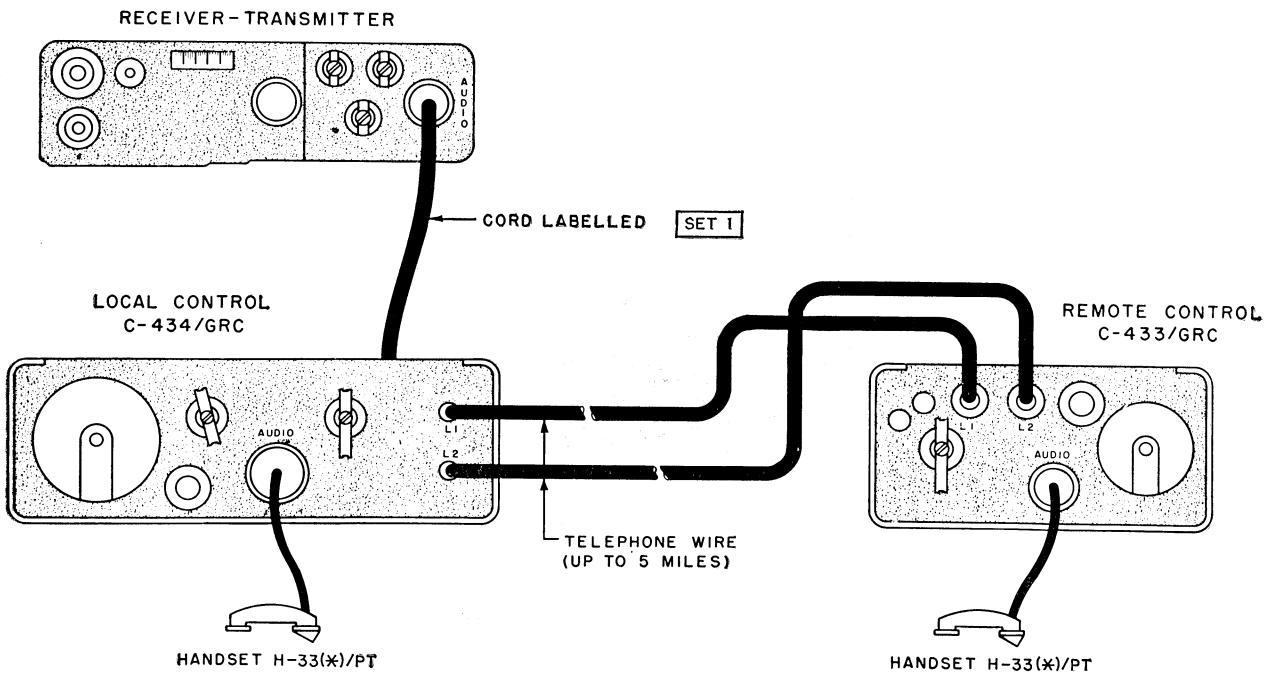 RECEIVER-TRANSMITTER
AUDIO
CORD LABELLED SET 1
LOCAL CONTROL
C-434/GRC
REMOTE CONTROL
C-433/GRC
L1
L2
AUDIO
L1
L2
AUDIO
TELEPHONE WIRE
(UP TO 5 MILES)
HANDSET H-33(*)/PT
HANDSET H-33(*)/PT